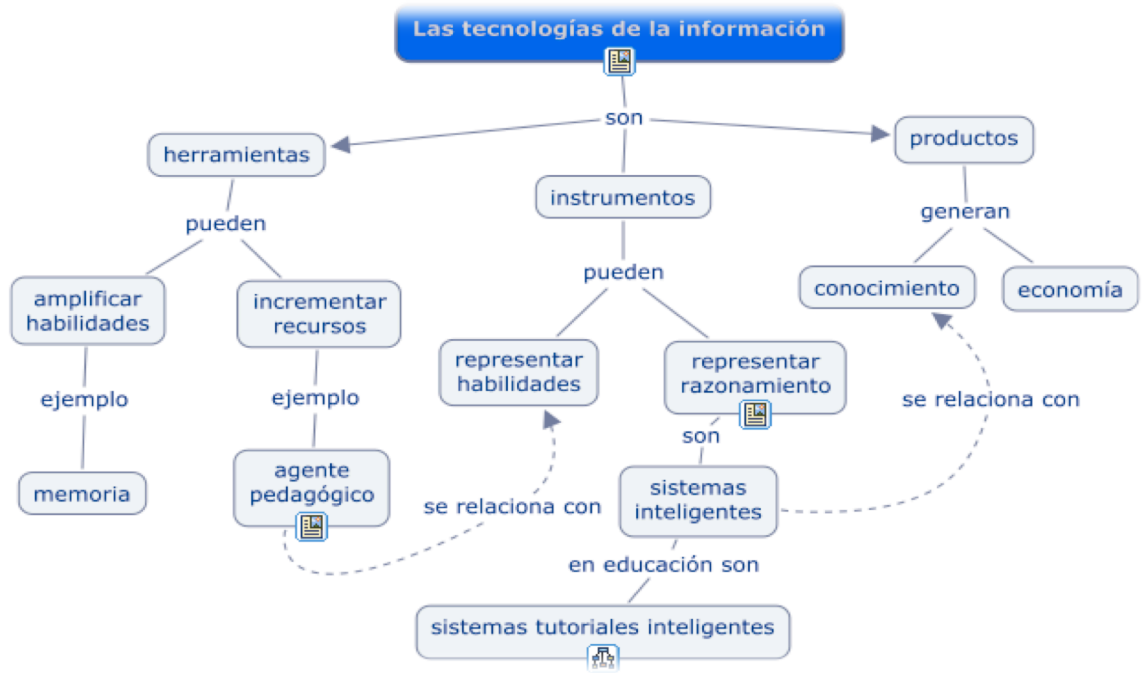 Las tecnologías de la información
son
herramientas
productos
instrumentos
pueden
generan
pueden
amplificar
habilidades
incrementar
recursos
conocimiento
economía
representar
habilidades
representar
razonamiento
ejemplo
ejemplo
se relaciona con
son
memoria
agente
pedagógico
se relaciona con
sistemas
inteligentes
en educación son
sistemas tutoriales inteligentes